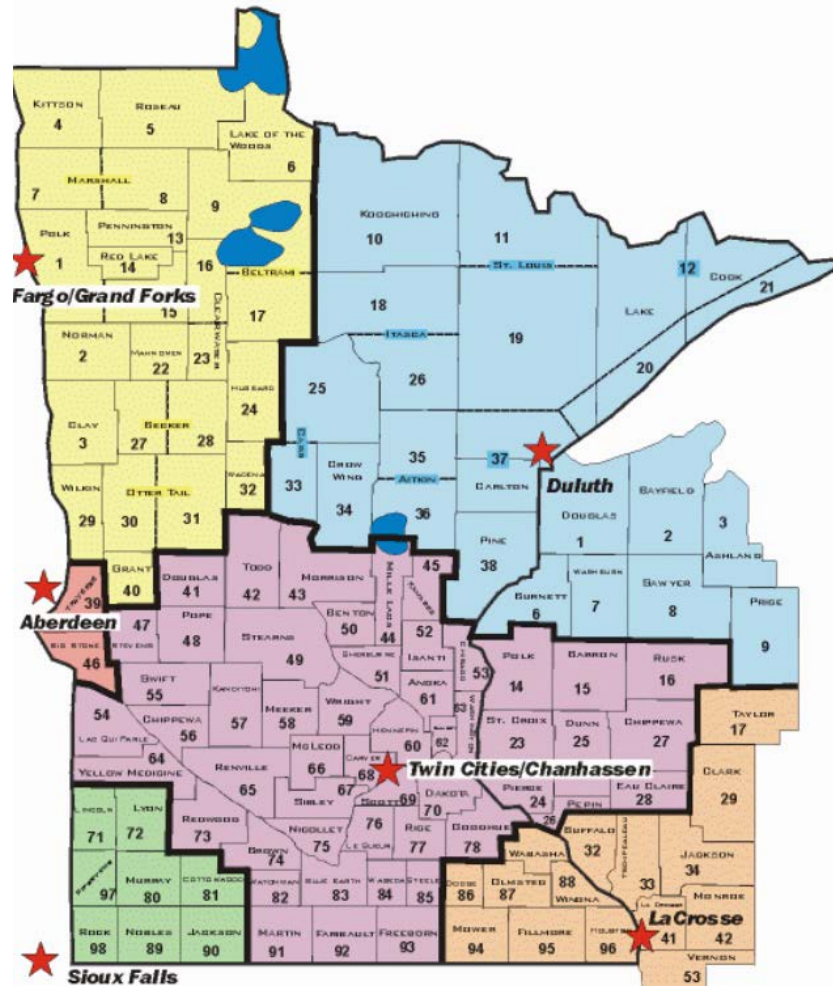 KITTSON
4
ROSEAU
5
LAKE OF THE
WOODS
6
MARSHALL
7
8
9
PENNINGTON
13
POLK
1
RED LAKE
14
15
16
BELTRAMI
17
Fargo/Grand Forks
CLEARWATER
NORMAN
2
22
23
HUBBARD
24
CLAY
3
BECKER
27
28
WILKIN
29
OTTER TAIL
30
31
WADENA
32
GRANT
40
KOOCHICHING
10
11
ST. LOUIS
12
COOK
21
LAKE
20
18
19
ITASCA
25
26
CASS
33
CROW
WING
34
35
AITKIN
36
37
CARLTON
PINE
38
Duluth
DOUGLAS
1
BAYFIELD
2
3
ASHLAND
BURNETT
6
WASHBURN
7
SAWYER
8
PRICE
9
39
Aberdeen
BIG STONE
46
DOUGLAS
41
TODD
42
MORRISON
43
MILLE LACS
44
45
STEVENS
47
POPE
48
STEARNS
49
BENTON
50
SHERBURNE
51
52
ISANTI
CHISAGO
53
SWIFT
55
KANDIYOHI
57
MEEKER
58
WRIGHT
59
ANOKA
61
HENNEPIN
60
62
63
WASHINGTON
54
LAC QUI PARLE
CHIPPEWA
56
64
YELLOW MEDICINE
RENVILLE
65
MCLEOD
66
CARVER
68
67
SIBLEY
SCOTT
69
DAKOTA
70
Twin Cities/Chanhassen
REDWOOD
73
BROWN
74
NICOLLET
75
76
LE SUEUR
RICE
77
GOODHUE
78
WATONWAN
82
BLUE EARTH
83
WASECA
84
STEELE
85
MARTIN
91
FARIBAULT
92
FREEBORN
93
POLK
14
BARRON
15
RUSK
16
ST. CROIX
23
DUNN
25
CHIPPEWA
27
PIERCE
24
PEPIN
26
EAU CLAIRE
28
LINCOLN
71
LYON
72
97
MURRAY
80
COTTONWOOD
81
ROCK
98
NOBLES
89
JACKSON
90
Sioux Falls
TAYLOR
17
CLARK
29
WABASHA
BUFFALO
32
TREMPEALEAU
33
JACKSON
34
DODGE
86
OLMSTED
87
88
WINONA
MONROE
42
LA CROSSE
41
LaCrosse
MOWER
94
FILLMORE
95
HOUSTON
96
VERNON
53